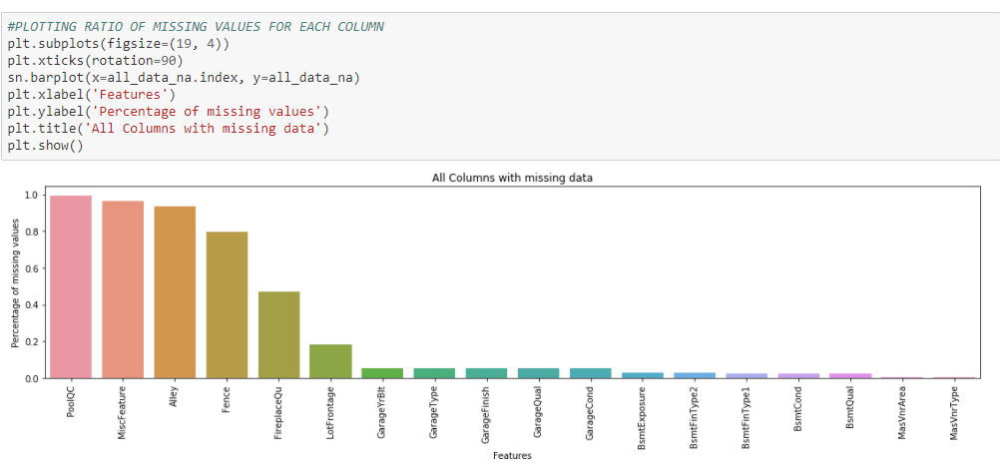 #PLOTTING RATIO OF MISSING VALUES FOR EACH COLUMN
plt.subplots(figsize=(19, 4))
plt.xticks(rotation=90)
sn.barplot(x=all_data_na.index, y=all_data_na)
plt.xlabel('Features')
plt.ylabel('Percentage of missing values')
plt.title('All Columns with missing data')
plt.show()
All Columns with missing data
Percentage of missing values
1.0
0.8
0.6
0.4
0.2
0.0
PoolQC
MiscFeature
Alley
Fence
FireplaceQu
LotFrontage
GarageYrBlt
GarageType
GarageFinish
GarageQual
GarageCond
BsmtExposure
BsmtFinType2
BsmtFinType1
BsmtCond
BsmtQual
MasVnrArea
MasVnrType
Features